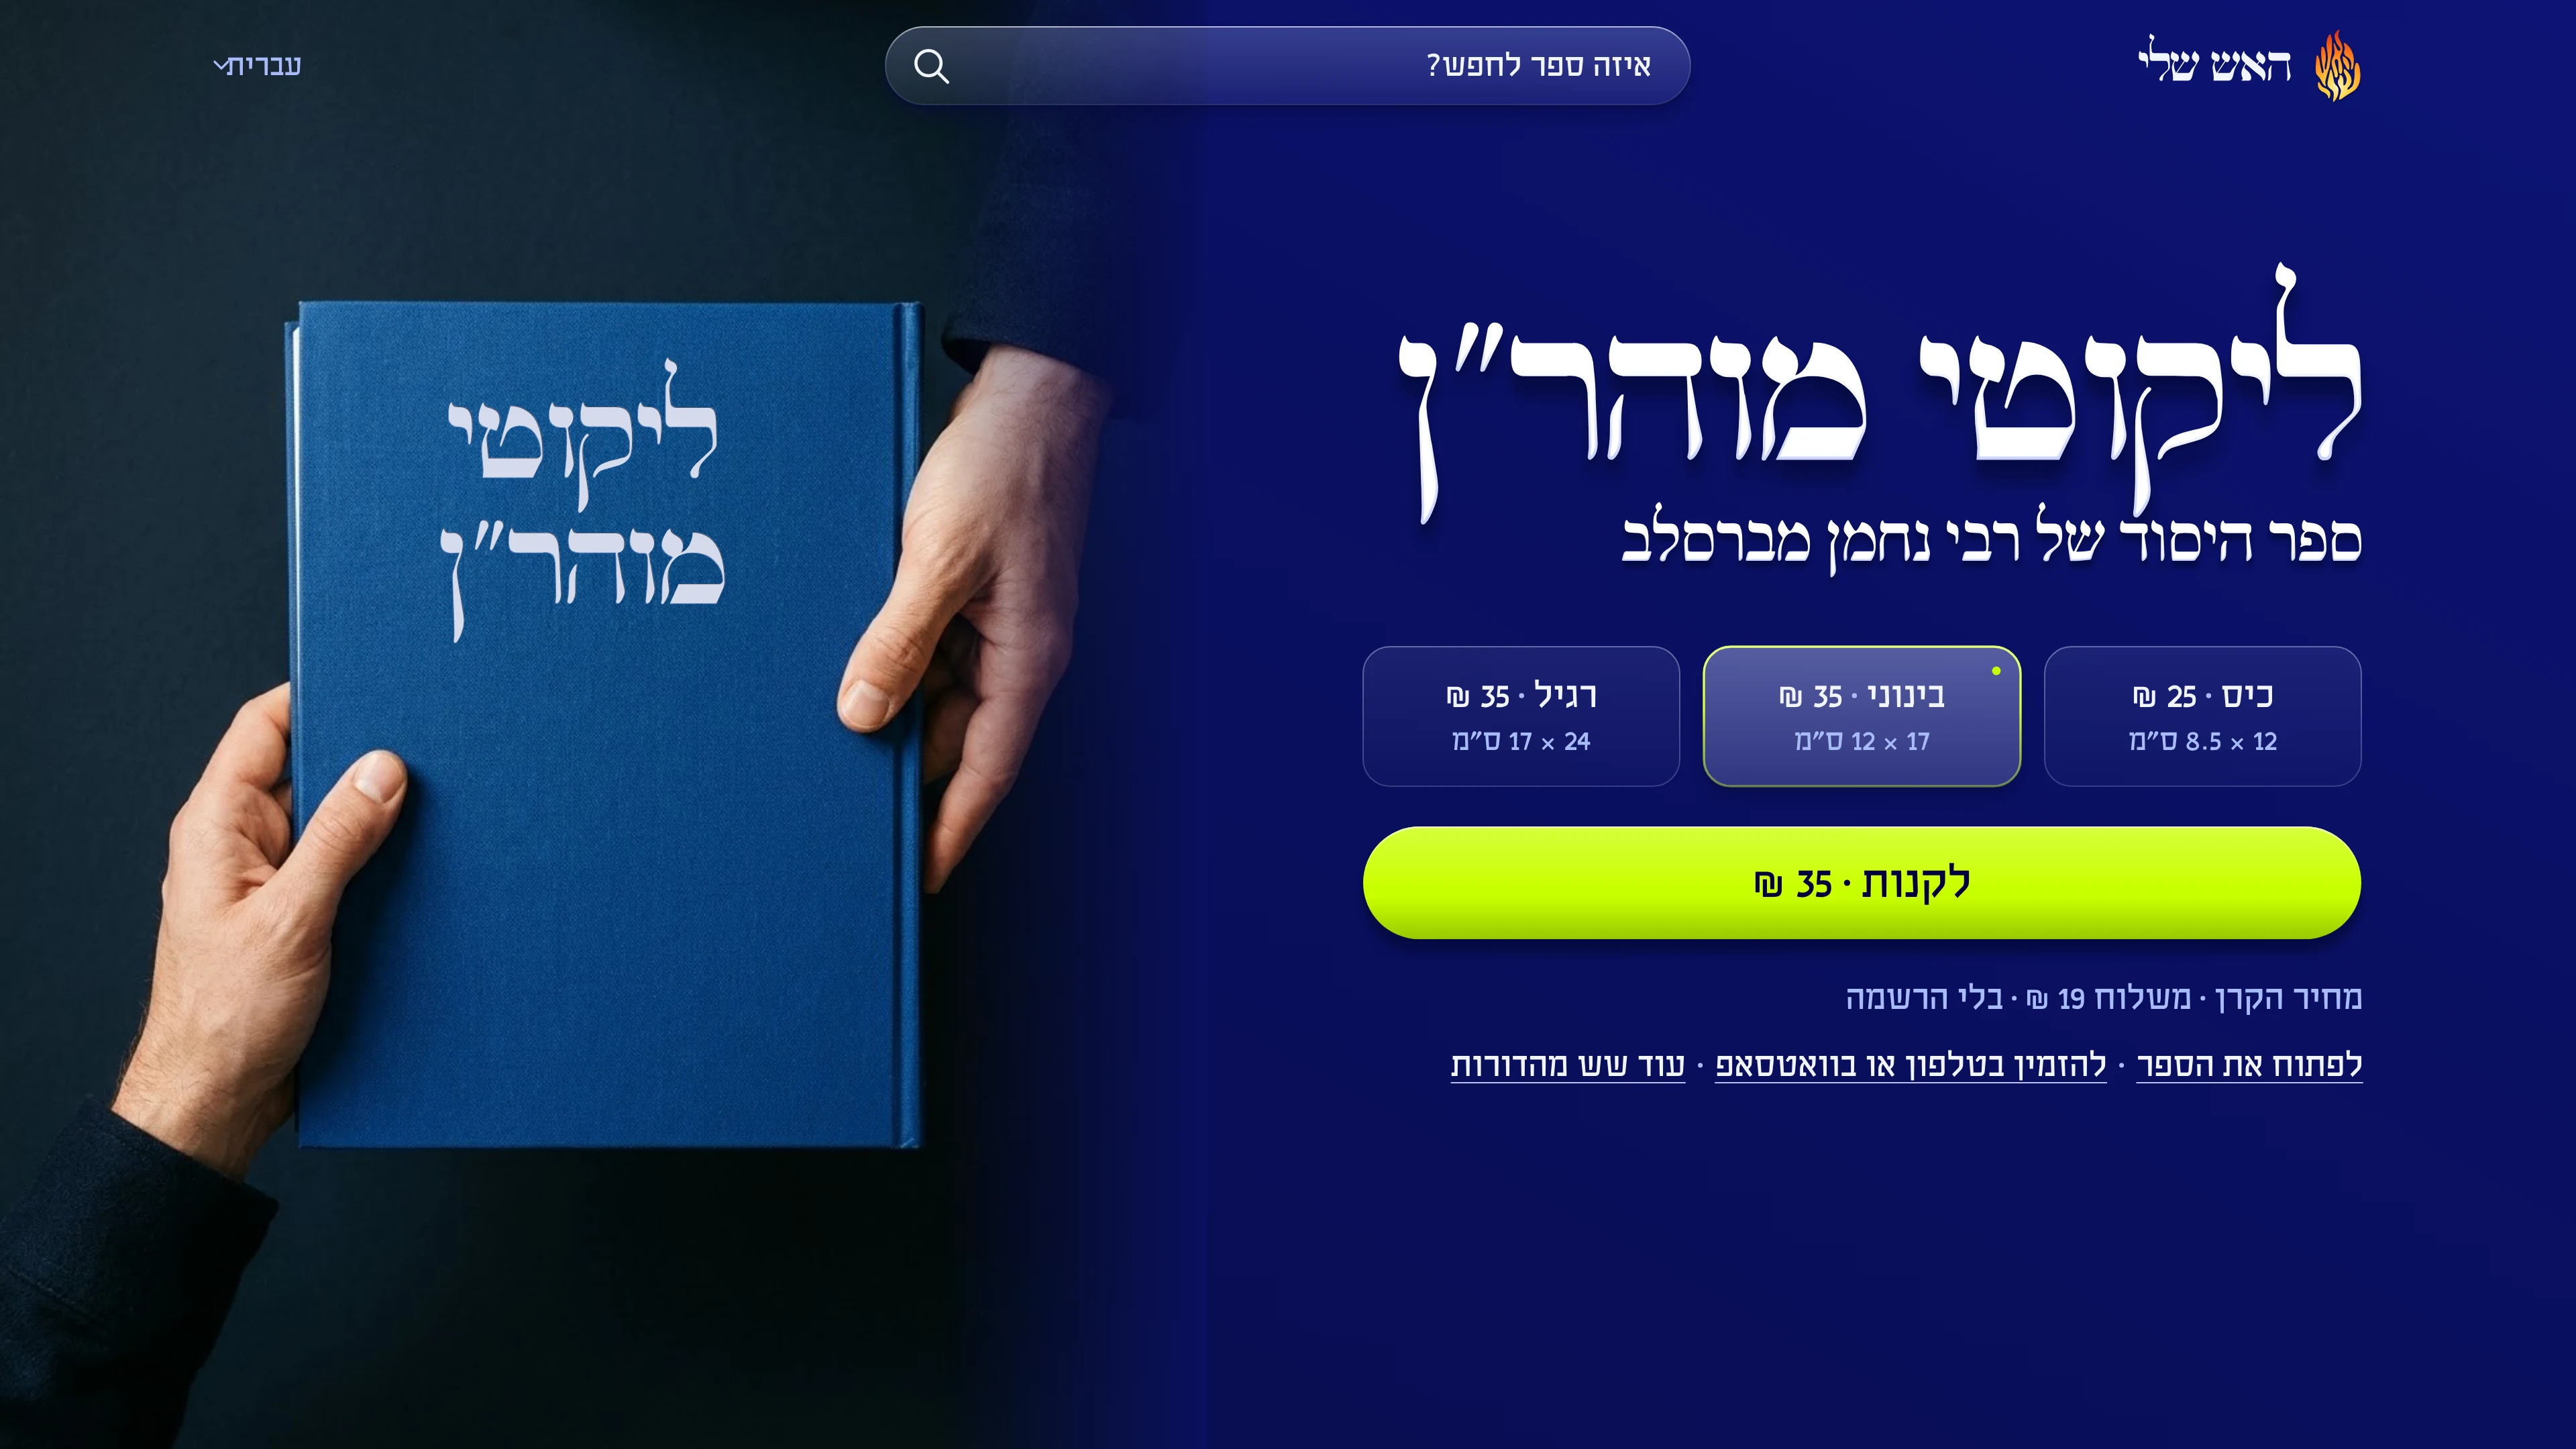 האש שלי
איזה ספר לחפש?
עברית
ליקוטי מוהר״ן
ספר היסוד של רבי נחמן מברסלב
כיס · 25 ₪
12 × 8.5 ס״מ
בינוני · 35 ₪
17 × 12 ס״מ
רגיל · 35 ₪
24 × 17 ס״מ
לקנות · 35 ₪
מחיר הקרן · משלוח 19 ₪ · בלי הרשמה
לפתוח את הספר · להזמין בטלפון או בוואטסאפ · עוד שש מהדורות
ליקוטי
מוהר״ן